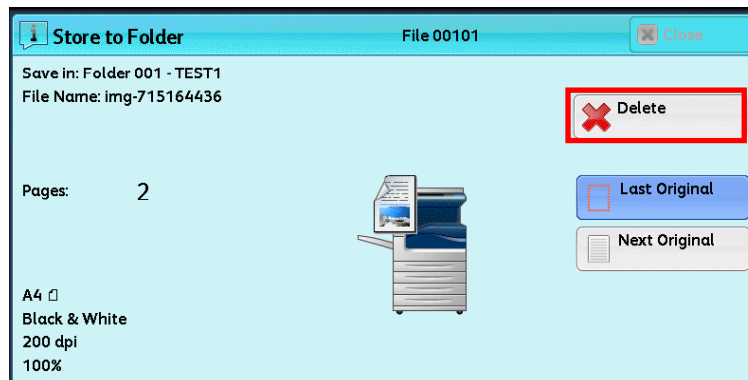 Store to Folder File 00101 Close
Save in: Folder 001 - TEST1
File Name: img-715164436
Delete
Pages: 2
Last Original
Next Original
A4
Black & White
200 dpi
100%